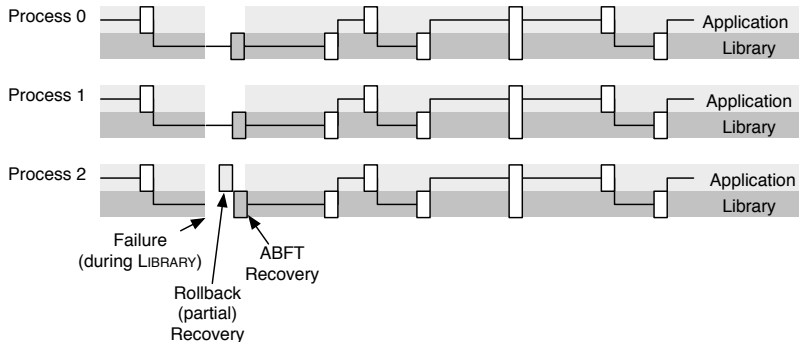 Process 0
Application
Library
Process 1
Application
Library
Process 2
Application
Library
Failure
(during LIBRARY)
ABFT
Recovery
Rollback
(partial)
Recovery